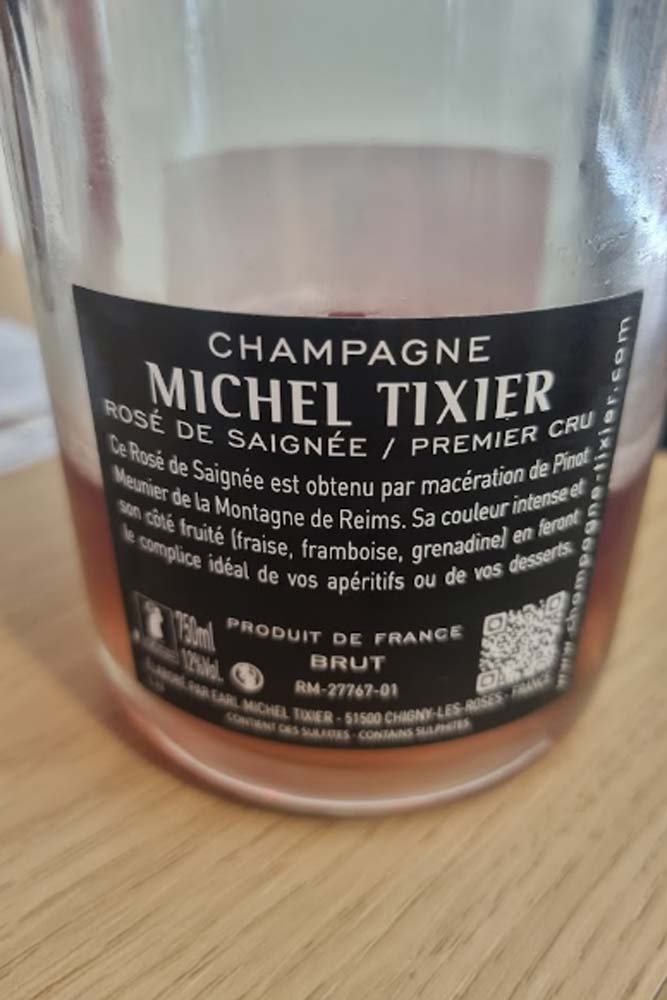 CHAMPAGNE
MICHEL TIXIER
ROSÉ DE SAIGNÉE / PREMIER CRU
Ce Rosé de Saignée est obtenu par macération de Pinot
Meunier de la Montagne de Reims. Sa couleur intense et
son côté fruité (fraise, framboise, grenadine) en feront
le complice idéal de vos apéritifs ou de vos desserts.
750ml
12%Vol.
PRODUIT DE FRANCE
BRUT
RM-27767-01
ELABORÉ PAR EARL MICHEL TIXIER - 51500 CHIGNY-LES-ROSES - FRANCE
CONTIENT DES SULFITES - CONTAINS SULPHITES
www.champagne-tixier.com